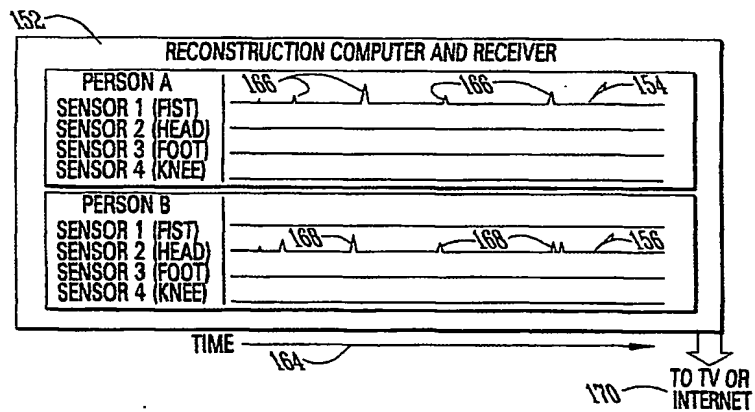 152
RECONSTRUCTION COMPUTER AND RECEIVER
PERSON A
166 166 154
SENSOR 1 (FIST)
SENSOR 2 (HEAD)
SENSOR 3 (FOOT)
SENSOR 4 (KNEE)
PERSON B
SENSOR 1 (FIST)
168 168 156
SENSOR 2 (HEAD)
SENSOR 3 (FOOT)
SENSOR 4 (KNEE)
TIME
164
170
TO TV OR
INTERNET